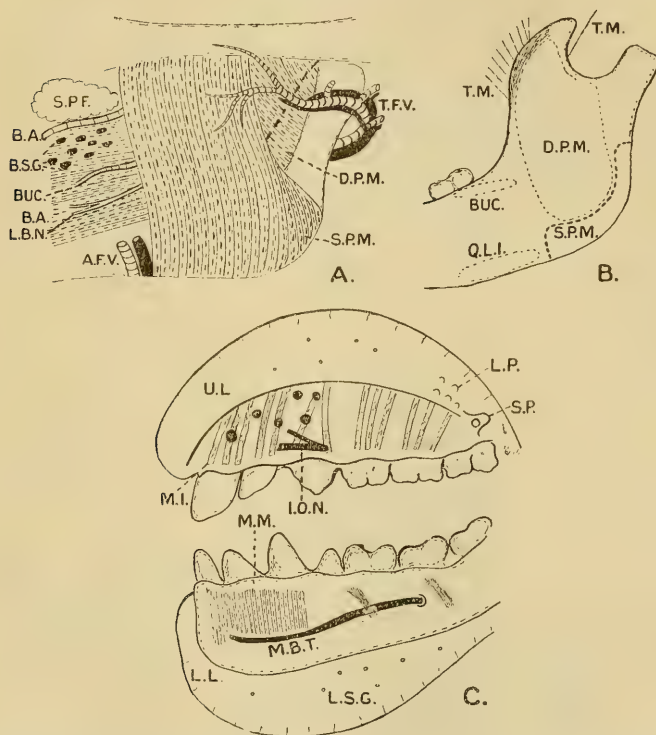 S.P.F.
B.A.
B.S.G.
BUC.
B.A.
L.B.N.
A.F.V.
T.F.V.
D.P.M.
S.P.M.
A.
T.M.
T.M.
D.P.M.
BUC.
S.P.M.
Q.L.I.
B.
U.L
L.P.
S.P.
M.I.
I.O.N.
M.M.
M.B.T.
L.L.
L.S.G.
C.